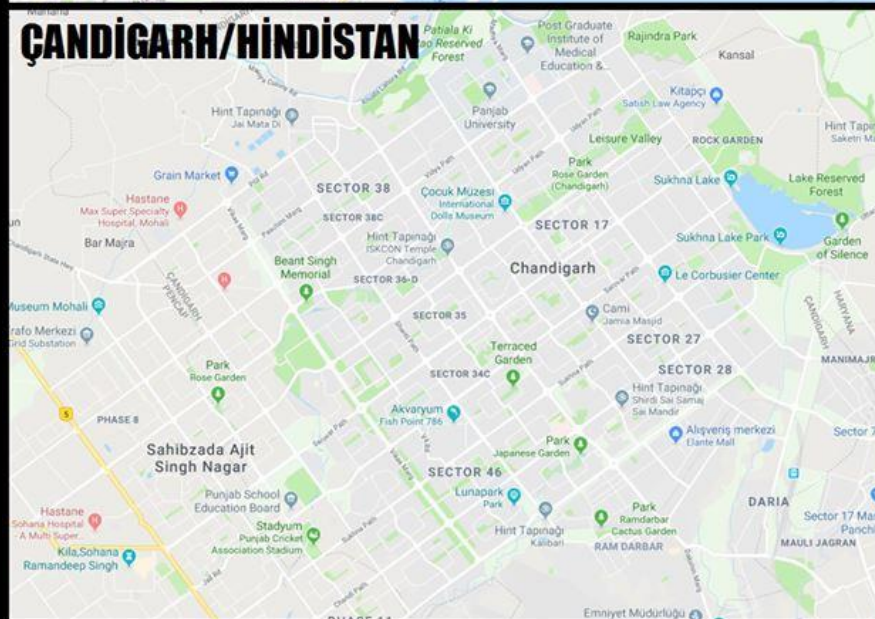 ÇANDİGARH/HİNDİSTAN
Patiala Ki
ao Reserved
Forest
Post Graduate
Institute of
Medical
Education &...
Rajindra Park
Kansal
Hint Tapınağı
Jai Mata Di
Panjab
University
Kitapçı
Satish Law Agency
Leisure Valley
ROCK GARDEN
Hint Tapı
Saketri Ma
Grain Market
SECTOR 38
Park
Rose Garden
(Chandigarh)
Sukhna Lake
Lake Reserved
Forest
Hastane
Max Super Specialty
Hospital, Mohali
Çocuk Müzesi
International
Dolls Museum
SECTOR 38C
SECTOR 17
Sukhna Lake Park
Garden
of Silence
Bar Majra
Hint Tapınağı
ISKCON Temple
Chandigarh
Beant Singh
Memorial
SECTOR 36-D
Chandigarh
Le Corbusier Center
CANDIGARH
PENCAP
CANDIGARH
HARYANA
Museum Mohali
SECTOR 35
Cami
Jamia Masjid
rafo Merkezi
Grid Substation
Terraced
Garden
SECTOR 27
MANIMAJR
Park
Rose Garden
SECTOR 34C
SECTOR 28
Hint Tapınağı
Shirdi Sai Samaj
Sai Mandir
5
PHASE 8
Akvaryum
Fish Point 786
Alışveriş merkezi
Elante Mall
Sector 7
Sahibzada Ajit
Singh Nagar
Park
Japanese Garden
SECTOR 46
Punjab School
Education Board
Lunapark
Park
DARIA
Hastane
Sohana Hospital
- A Multi Super...
Stadyum
Punjab Cricket
Association Stadium
Hint Tapınağı
Kalibari
Park
Ramdarbar
Cactus Garden
Sector 17 Ma
Panch
RAM DARBAR
MAULI JAGRAN
Kila,Sohana
Ramandeep Singh
Emniyet Müdürlüğü